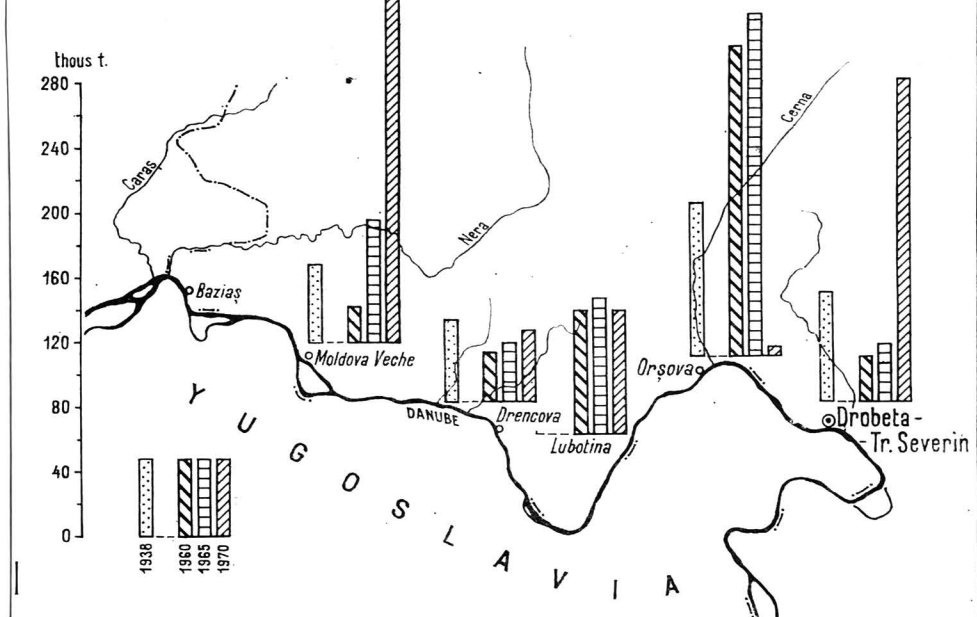 thous t.
280
240
200
160
120
80
40
0
Caraș
Nera
Cerna
Baziaș
Moldova Veche
DANUBE
Drencova
Lubotina
Orșova
Drobeta-
-Tr. Severin
YUGOSLAVIA
1938
1960
1965
1970